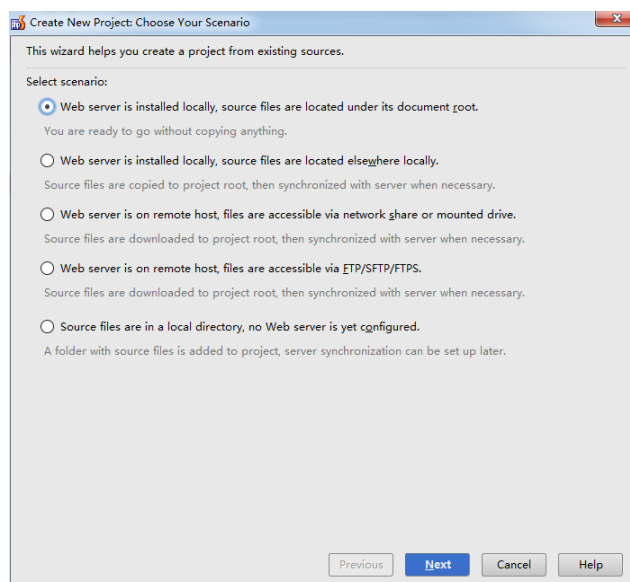 Create New Project: Choose Your Scenario
This wizard helps you create a project from existing sources.
Select scenario:
Web server is installed locally, source files are located under its document root.
You are ready to go without copying anything.
Web server is installed locally, source files are located elsewhere locally.
Source files are copied to project root, then synchronized with server when necessary.
Web server is on remote host, files are accessible via network share or mounted drive.
Source files are downloaded to project root, then synchronized with server when necessary.
Web server is on remote host, files are accessible via FTP/SFTP/FTPS.
Source files are downloaded to project root, then synchronized with server when necessary.
Source files are in a local directory, no Web server is yet configured.
A folder with source files is added to project, server synchronization can be set up later.
Previous Next Cancel Help